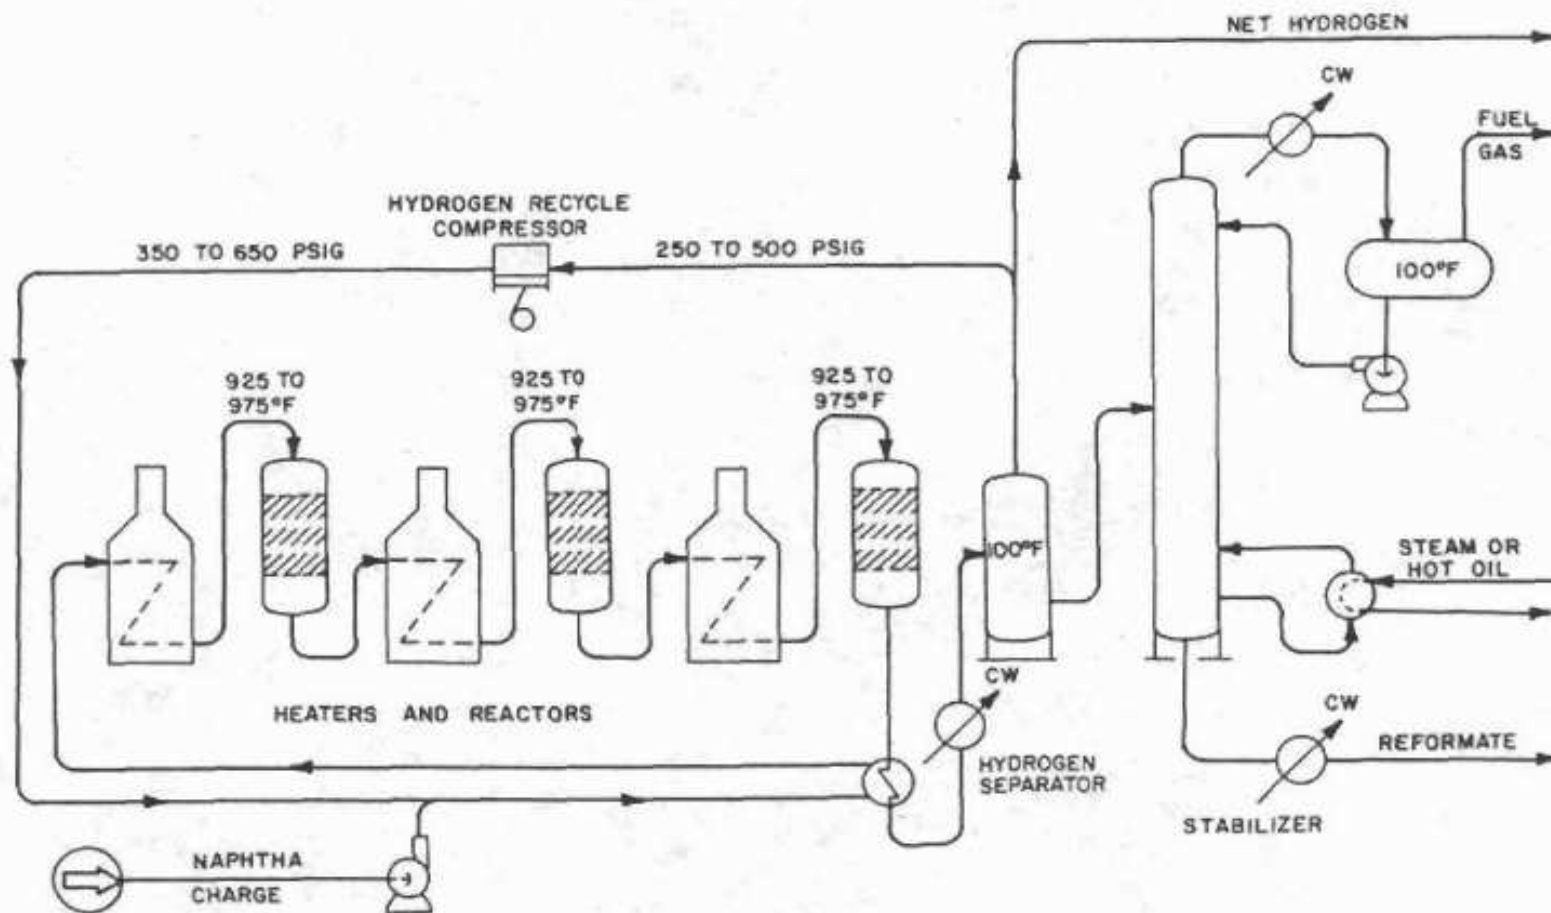 NET HYDROGEN
CW
FUEL
GAS
HYDROGEN RECYCLE
COMPRESSOR
350 TO 650 PSIG
250 TO 500 PSIG
100°F
925 TO
975°F
925 TO
975°F
925 TO
975°F
100°F
STEAM OR
HOT OIL
CW
HEATERS AND REACTORS
CW
REFORMATE
HYDROGEN
SEPARATOR
STABILIZER
NAPHTHA
CHARGE